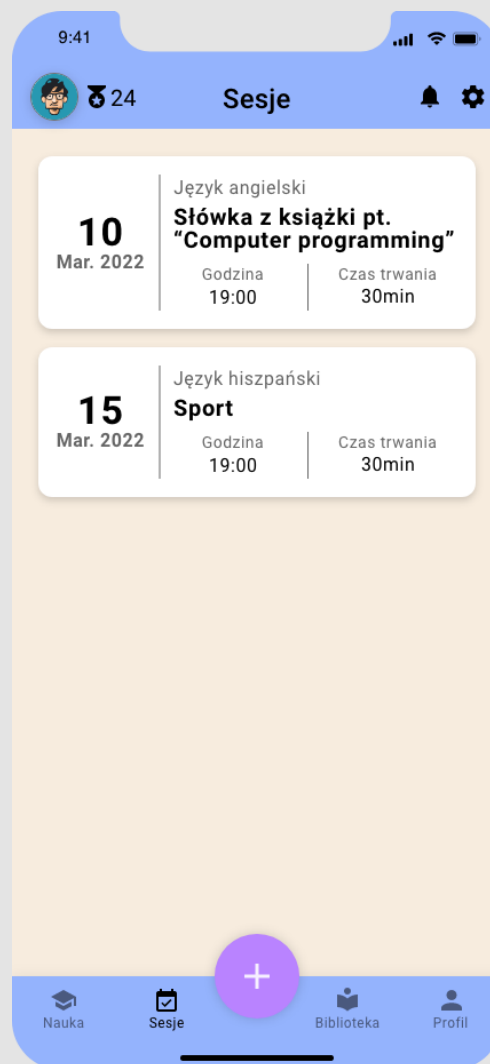 9:41
24
Sesje
10
Mar. 2022
Język angielski
Słówka z książki pt.
“Computer programming”
Godzina
19:00
Czas trwania
30min
15
Mar. 2022
Język hiszpański
Sport
Godzina
19:00
Czas trwania
30min
Nauka
Sesje
Biblioteka
Profil